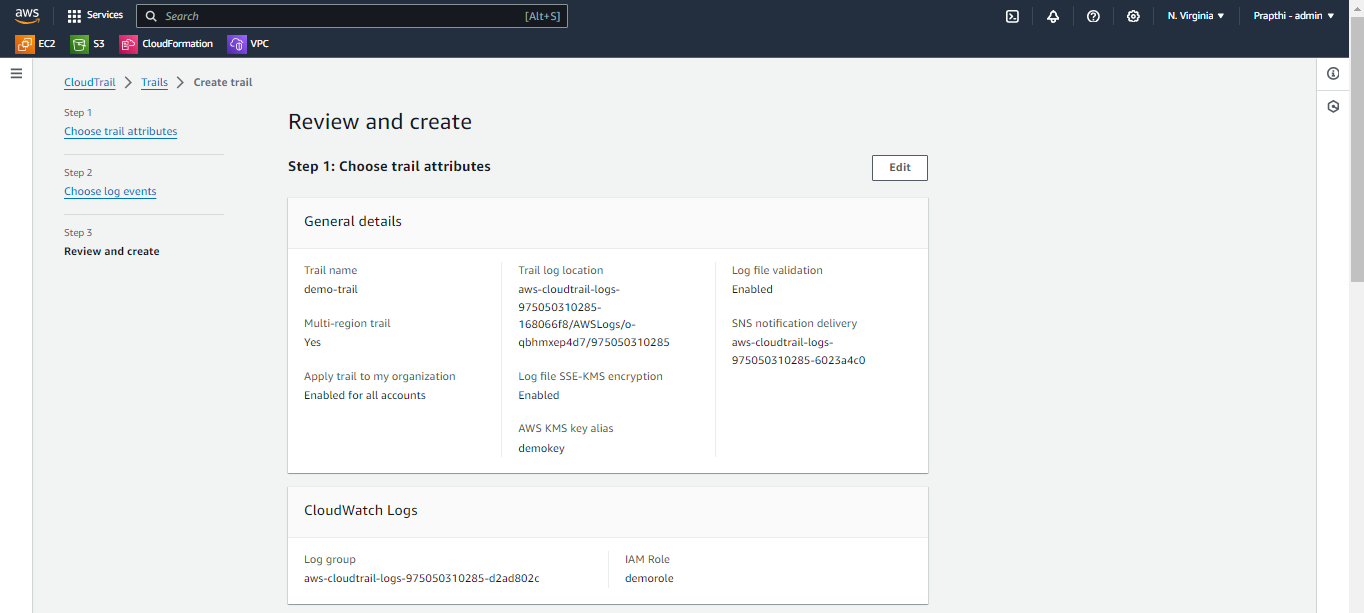 aws
Services
Search [Alt+S]
N. Virginia
Prapthi - admin
EC2
S3
CloudFormation
VPC
CloudTrail
Trails
Create trail
Step 1
Choose trail attributes
Step 2
Choose log events
Step 3
Review and create
Review and create
Step 1: Choose trail attributes
Edit
General details
Trail name
demo-trail
Multi-region trail
Yes
Apply trail to my organization
Enabled for all accounts
Trail log location
aws-cloudtrail-logs-
975050310285-
168066f8/AWSLogs/o-
qbhmxep4d7/975050310285
Log file SSE-KMS encryption
Enabled
AWS KMS key alias
demokey
Log file validation
Enabled
SNS notification delivery
aws-cloudtrail-logs-
975050310285-6023a4c0
CloudWatch Logs
Log group
aws-cloudtrail-logs-975050310285-d2ad802c
IAM Role
demorole